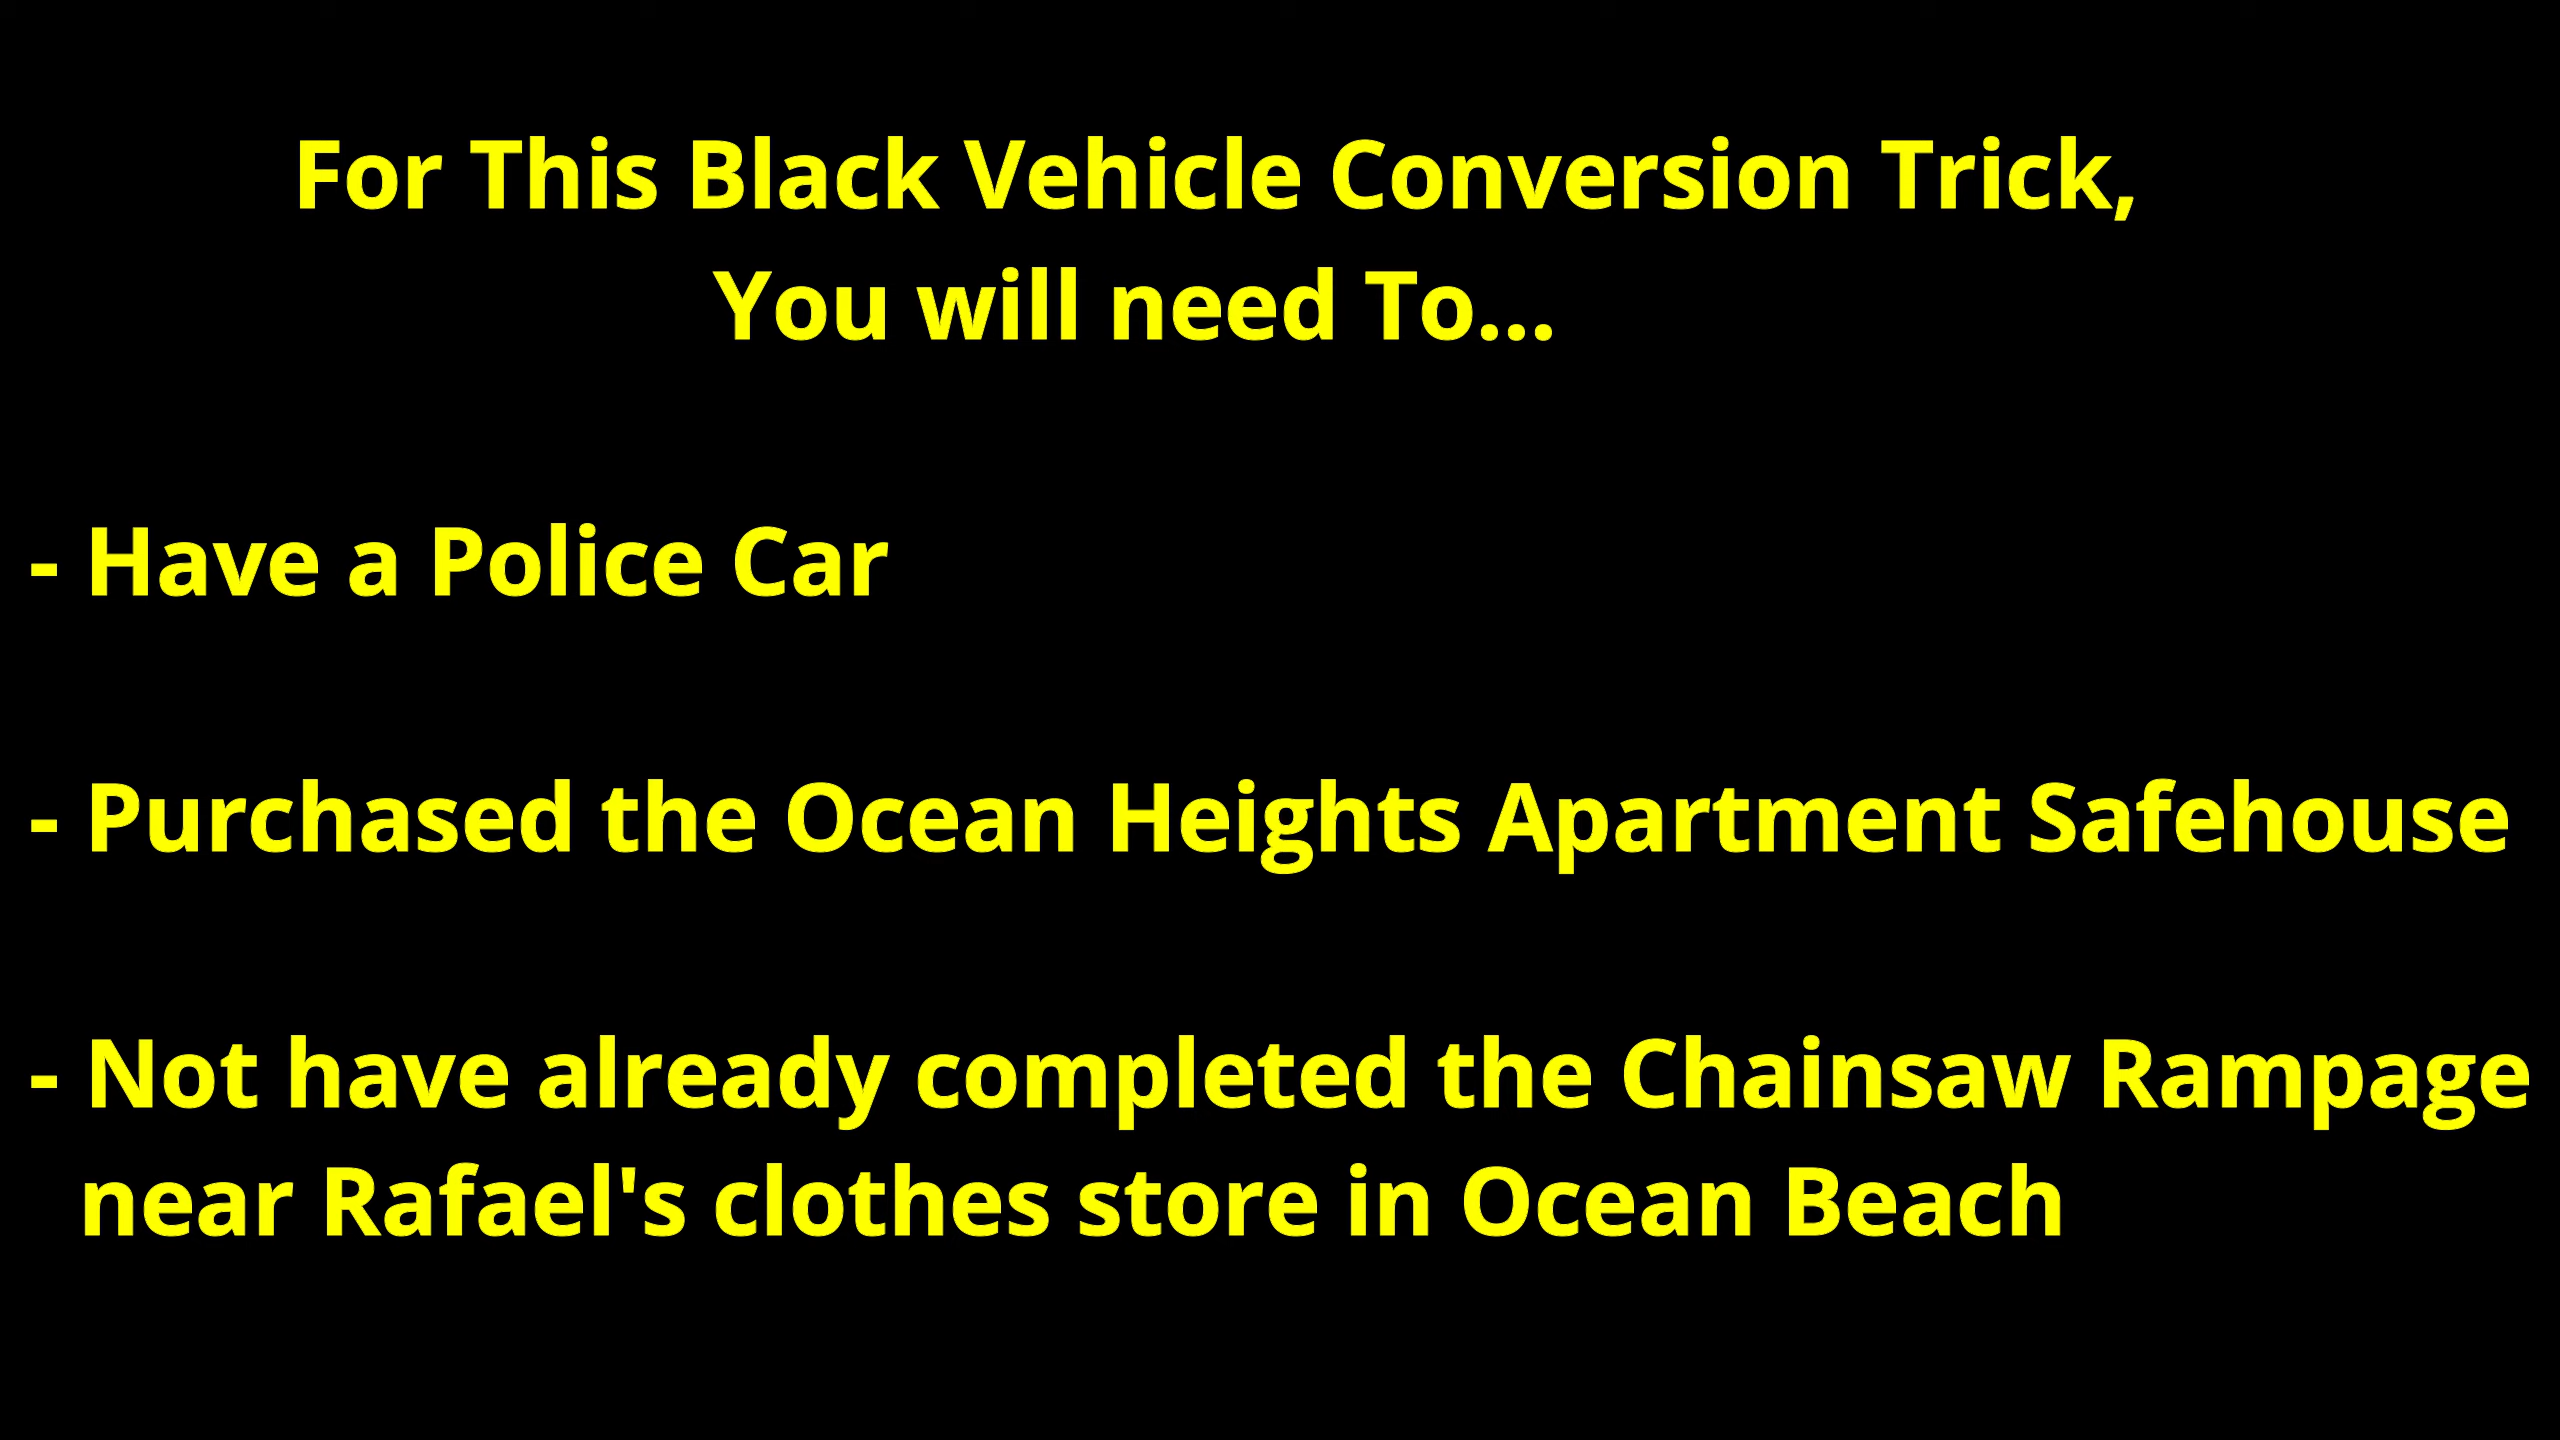 For This Black Vehicle Conversion Trick,
You will need To...
- Have a Police Car
- Purchased the Ocean Heights Apartment Safehouse
- Not have already completed the Chainsaw Rampage
near Rafael's clothes store in Ocean Beach